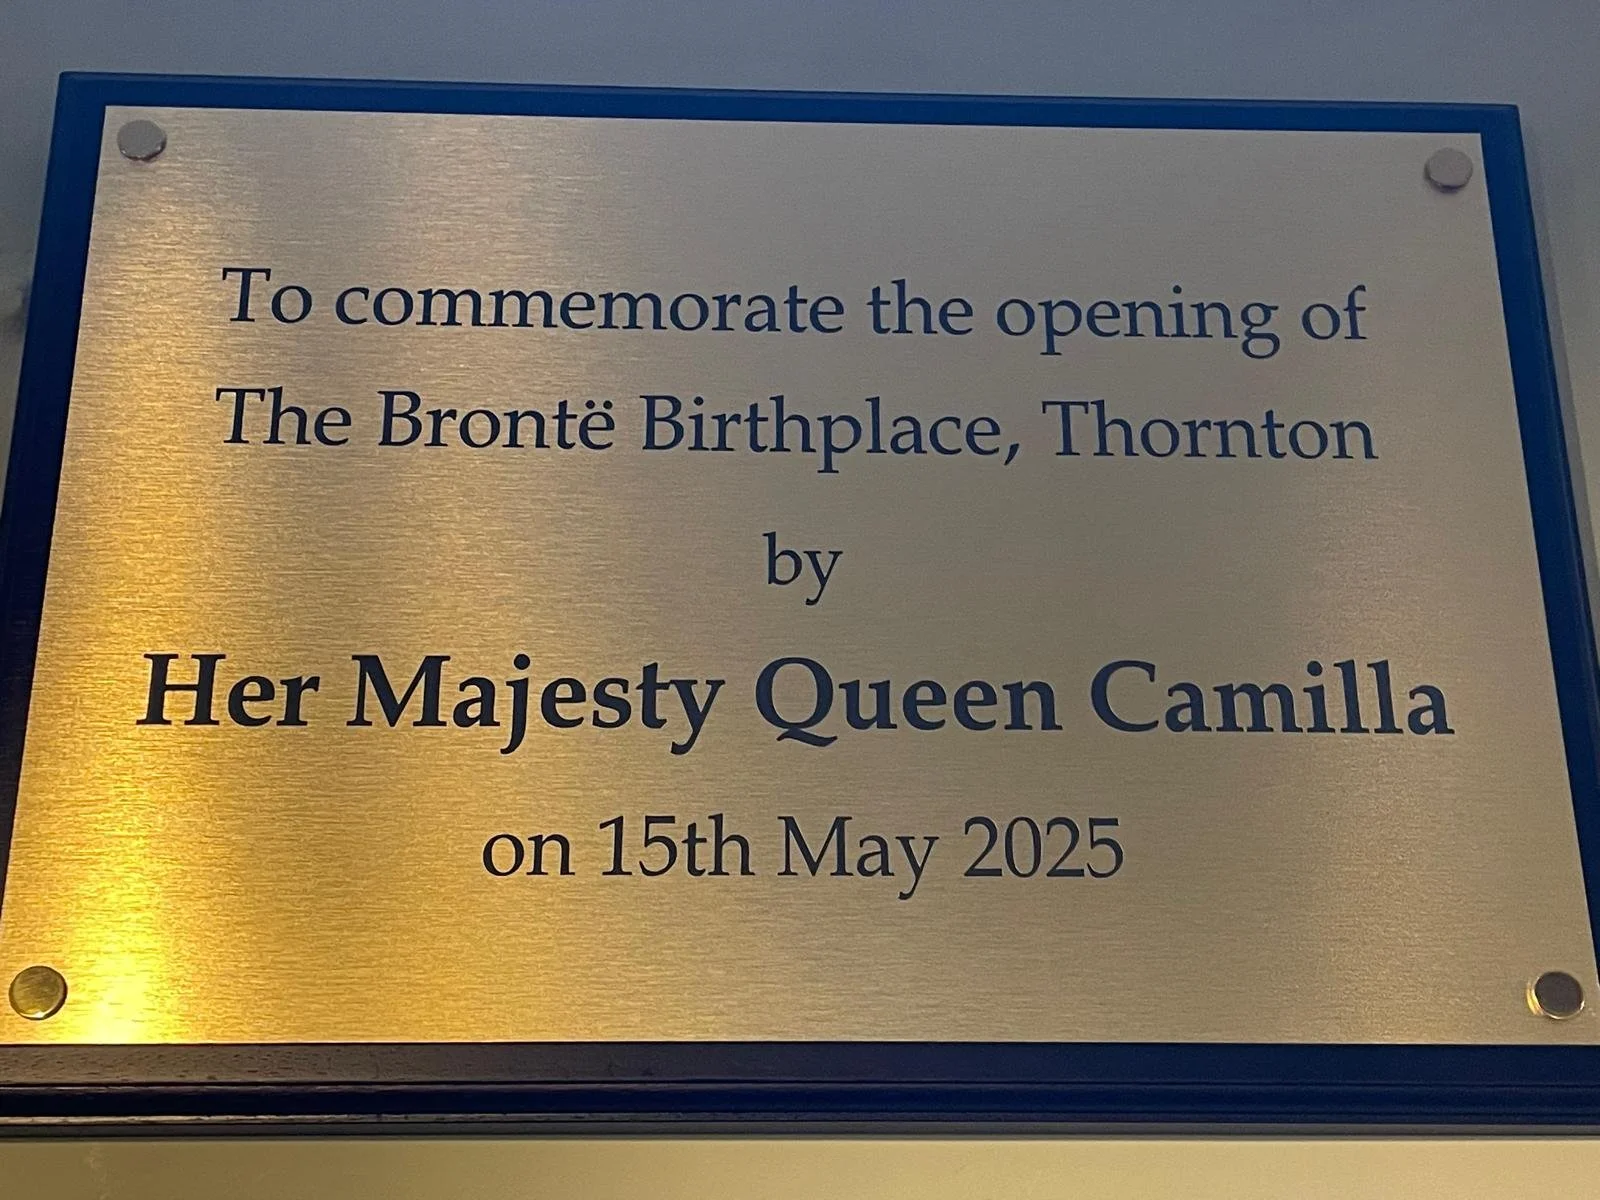 To commemorate the opening of
The Brontë Birthplace, Thornton
by
Her Majesty Queen Camilla
on 15th May 2025